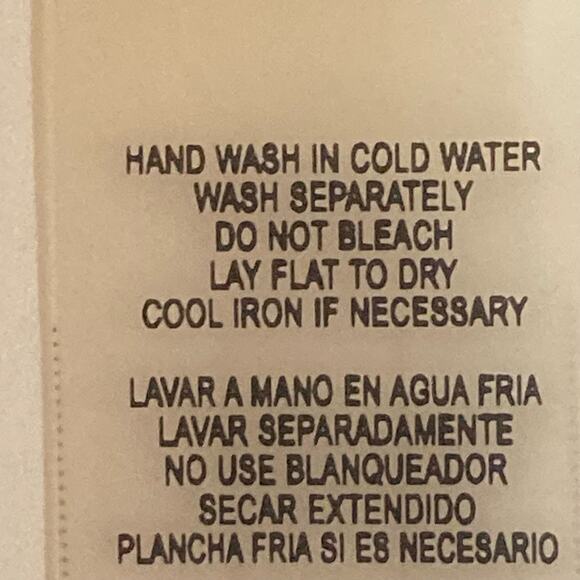 HAND WASH IN COLD WATER
WASH SEPARATELY
DO NOT BLEACH
LAY FLAT TO DRY
COOL IRON IF NECESSARY
LAVAR A MANO EN AGUA FRIA
LAVAR SEPARADAMENTE
NO USE BLANQUEADOR
SECAR EXTENDIDO
PLANCHA FRIA SI ES NECESARIO